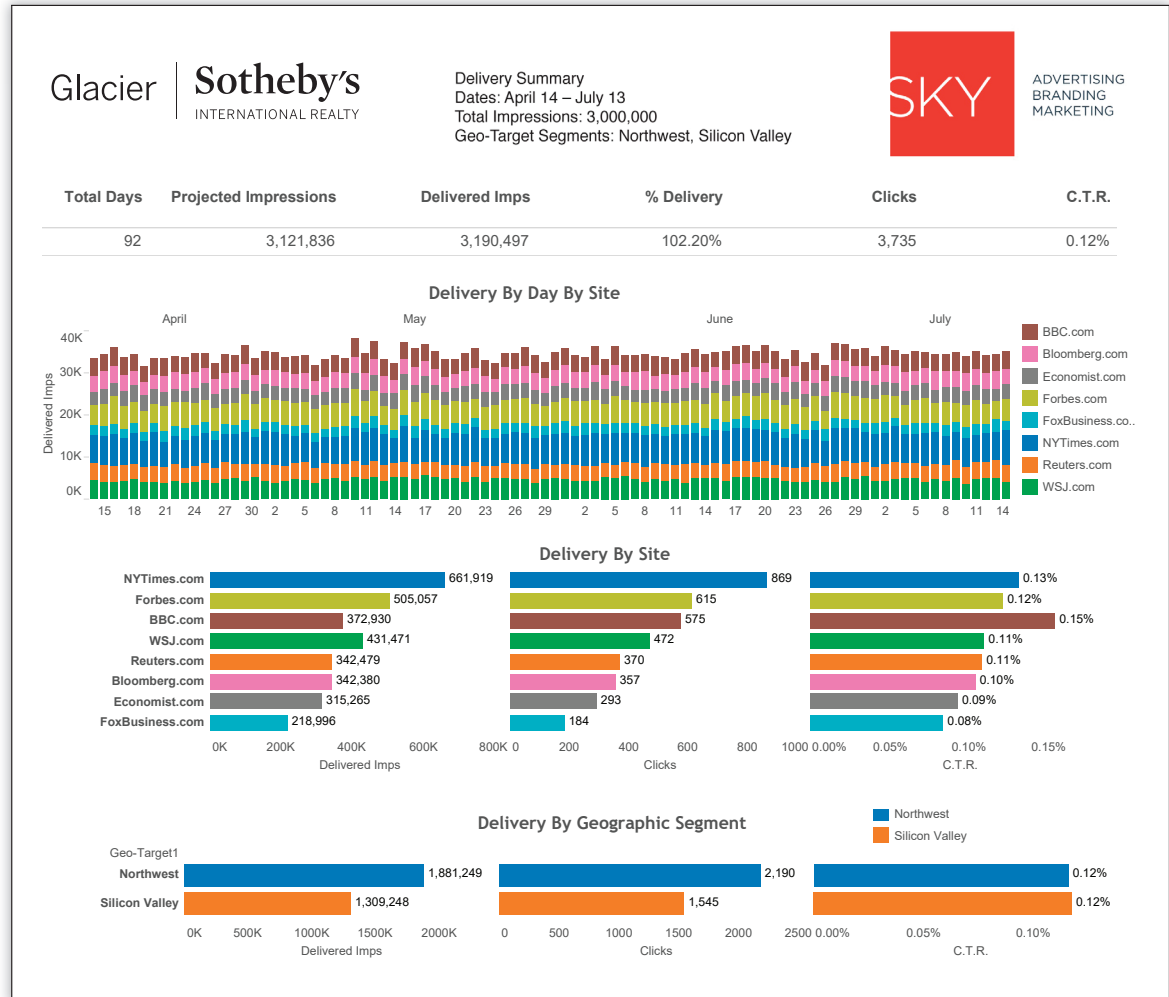 Glacier
Sotheby's
INTERNATIONAL REALTY
Delivery Summary
Dates: April 14 – July 13
Total Impressions: 3,000,000
Geo-Target Segments: Northwest, Silicon Valley
SKY
ADVERTISING
BRANDING
MARKETING
Total Days Projected Impressions Delivered Imps % Delivery Clicks C.T.R.
92 3,121,836 3,190,497 102.20% 3,735 0.12%
Delivery By Day By Site
April May June July
Delivered Imps
40K
30K
20K
10K
0K
15 18 21 24 27 30 2 5 8 11 14 17 20 23 26 29 2 5 8 11 14 17 20 23 26 29 2 5 8 11 14
BBC.com
Bloomberg.com
Economist.com
Forbes.com
FoxBusiness.co..
NYTimes.com
Reuters.com
WSJ.com
Delivery By Site
NYTimes.com 661,919 869 0.13%
Forbes.com 505,057 615 0.12%
BBC.com 372,930 575 0.15%
WSJ.com 431,471 472 0.11%
Reuters.com 342,479 370 0.11%
Bloomberg.com 342,380 357 0.10%
Economist.com 315,265 293 0.09%
FoxBusiness.com 218,996 184 0.08%
0K 200K 400K 600K 800K 0 200 400 600 800 1000 0.00% 0.05% 0.10% 0.15%
Delivered Imps Clicks C.T.R.
Northwest
Silicon Valley
Delivery By Geographic Segment
Geo-Target1
Northwest 1,881,249 2,190 0.12%
Silicon Valley 1,309,248 1,545 0.12%
0K 500K 1000K 1500K 2000K 0 500 1000 1500 2000 2500 0.00% 0.05% 0.10%
Delivered Imps Clicks C.T.R.